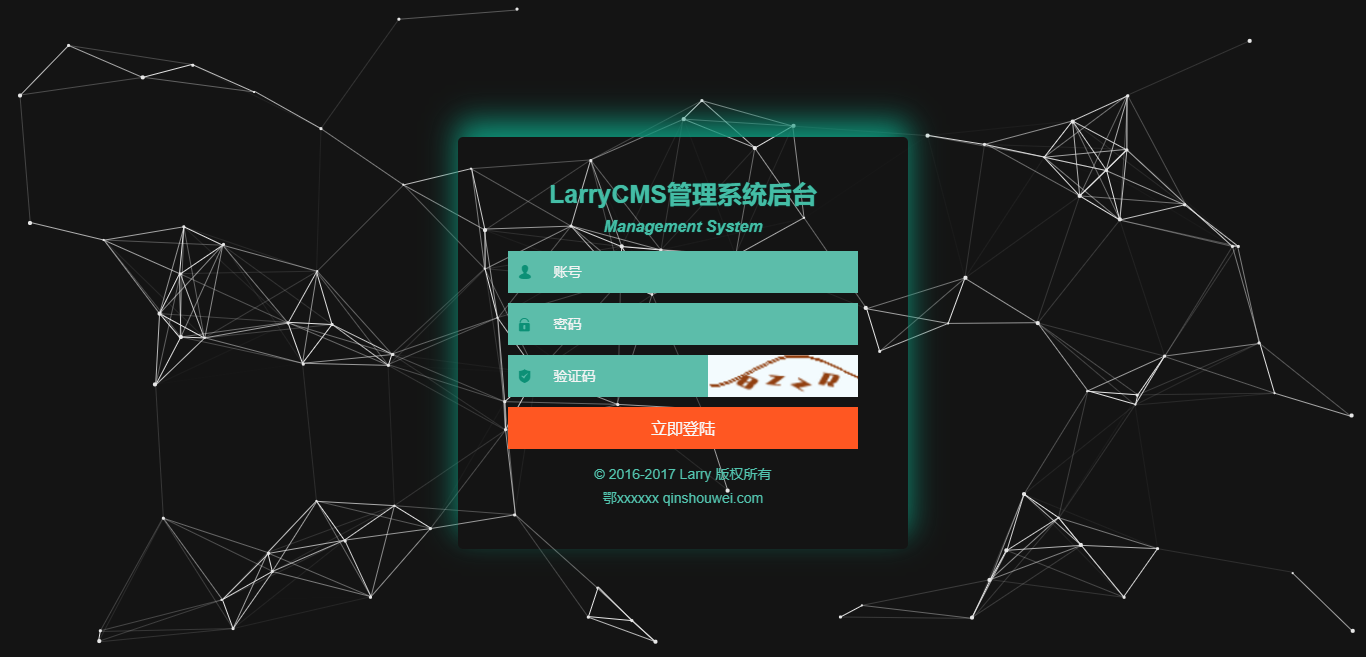 LarryCMS管理系统后台
Management System
账号
密码
验证码
BzzR
立即登陆
© 2016-2017 Larry 版权所有
鄂xxxxxx qinshouwei.com